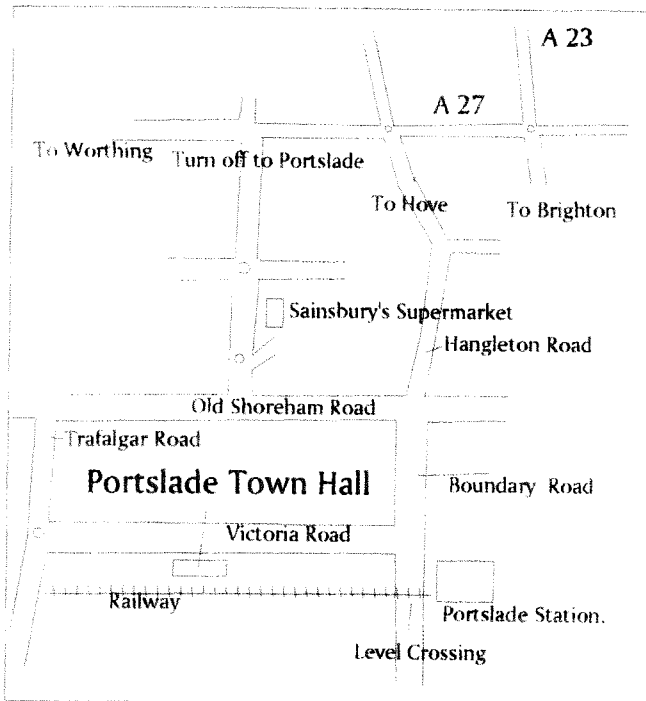 A 23
A 27
To Worthing
Turn off to Portslade
To Hove
To Brighton
Sainsbury's Supermarket
Hangleton Road
Old Shoreham Road
Trafalgar Road
Portslade Town Hall
Boundary Road
Victoria Road
Railway
Portslade Station.
Level Crossing